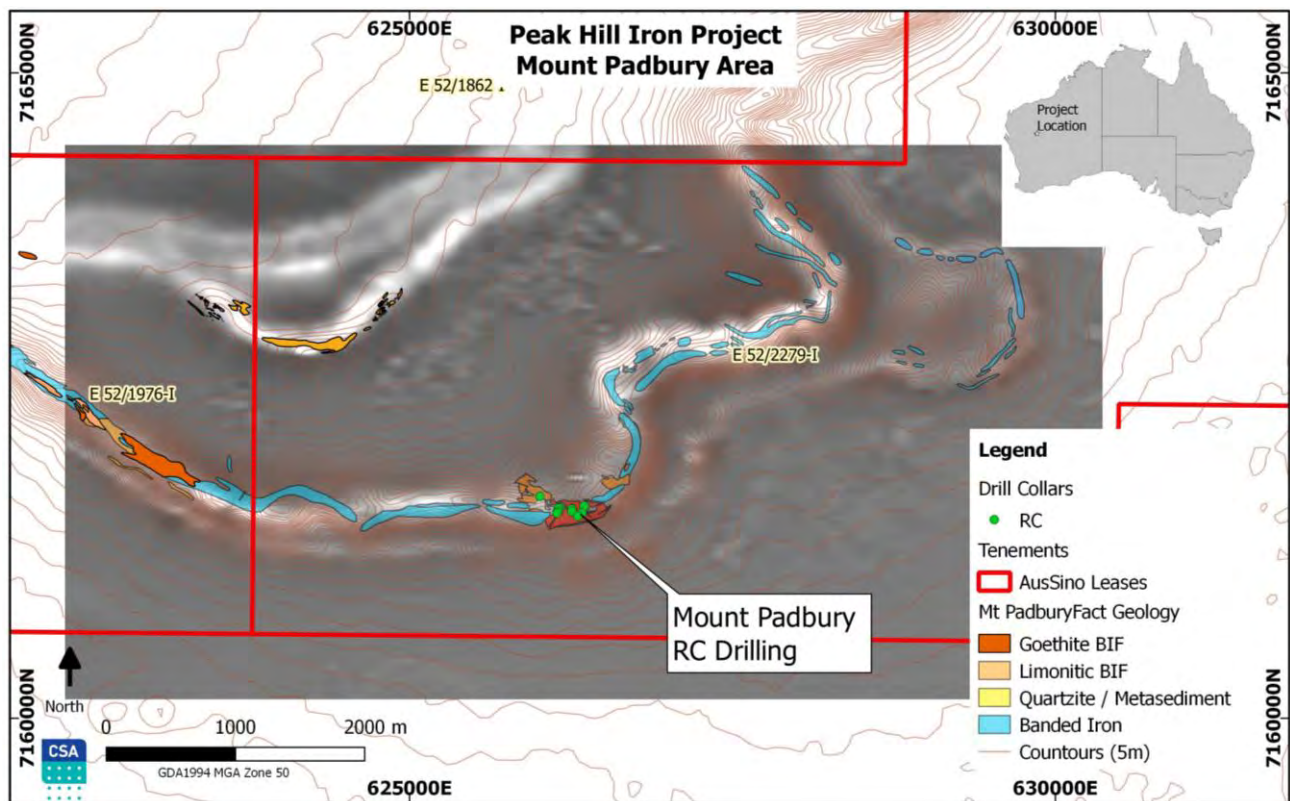 625000E
630000E
Peak Hill Iron Project
Mount Padbury Area
7165000N
7165000N
E 52/1862
Project
Location
E 52/2279-I
E 52/1976-I
Legend
Drill Collars
RC
Tenements
AusSino Leases
Mt PadburyFact Geology
Goethite BIF
Limonitic BIF
Quartzite / Metasediment
Banded Iron
Countours (5m)
Mount Padbury
RC Drilling
North
7160000N
7160000N
0 1000 2000 m
CSA
GDA1994 MGA Zone 50
625000E
630000E